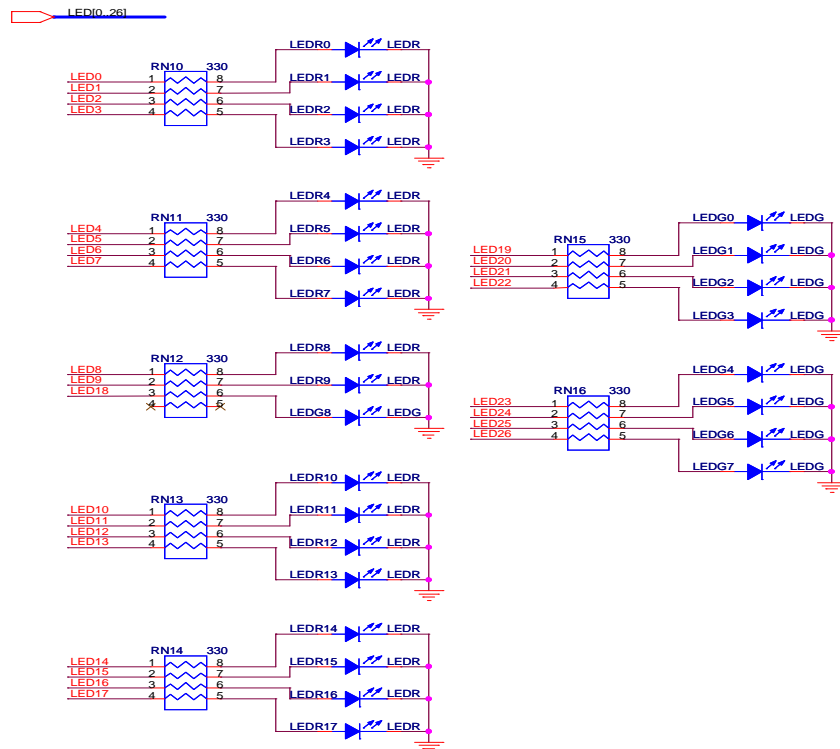 LED[0..26]
RN10 330
LED0 1 8
LED1 2 7
LED2 3 6
LED3 4 5
LEDR0 LEDR
LEDR1 LEDR
LEDR2 LEDR
LEDR3 LEDR
RN11 330
LED4 1 8
LED5 2 7
LED6 3 6
LED7 4 5
LEDR4 LEDR
LEDR5 LEDR
LEDR6 LEDR
LEDR7 LEDR
RN12 330
LED8 1 8
LED9 2 7
LED18 3 6
4 5
LEDR8 LEDR
LEDR9 LEDR
LEDG8 LEDG
RN13 330
LED10 1 8
LED11 2 7
LED12 3 6
LED13 4 5
LEDR10 LEDR
LEDR11 LEDR
LEDR12 LEDR
LEDR13 LEDR
RN14 330
LED14 1 8
LED15 2 7
LED16 3 6
LED17 4 5
LEDR14 LEDR
LEDR15 LEDR
LEDR16 LEDR
LEDR17 LEDR
RN15 330
LED19 1 8
LED20 2 7
LED21 3 6
LED22 4 5
LEDG0 LEDG
LEDG1 LEDG
LEDG2 LEDG
LEDG3 LEDG
RN16 330
LED23 1 8
LED24 2 7
LED25 3 6
LED26 4 5
LEDG4 LEDG
LEDG5 LEDG
LEDG6 LEDG
LEDG7 LEDG